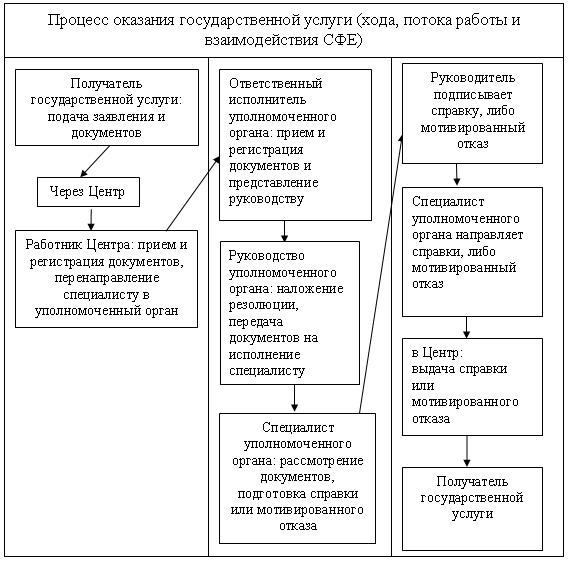 Процесс оказания государственной услуги (хода, потока работы и
взаимодействия СФЕ)
Получатель
государственной услуги:
подача заявления и
документов
Через Центр
Работник Центра: прием и
регистрация документов,
перенаправление
специалисту в
уполномоченный орган
Ответственный
исполнитель
уполномоченного
органа: прием и
регистрация
документов и
представление
руководству
Руководство
уполномоченного
органа: наложение
резолюции,
передача
документов на
исполнение
специалисту
Специалист
уполномоченного
органа: рассмотрение
документов,
подготовка справки
или мотивированного
отказа
Руководитель
подписывает
справку, либо
мотивированный
отказ
Специалист
уполномоченного
органа направляет
справки, либо
мотивированный
отказ
в Центр:
выдача справки
или
мотивированного
отказа
Получатель
государственной
услуги